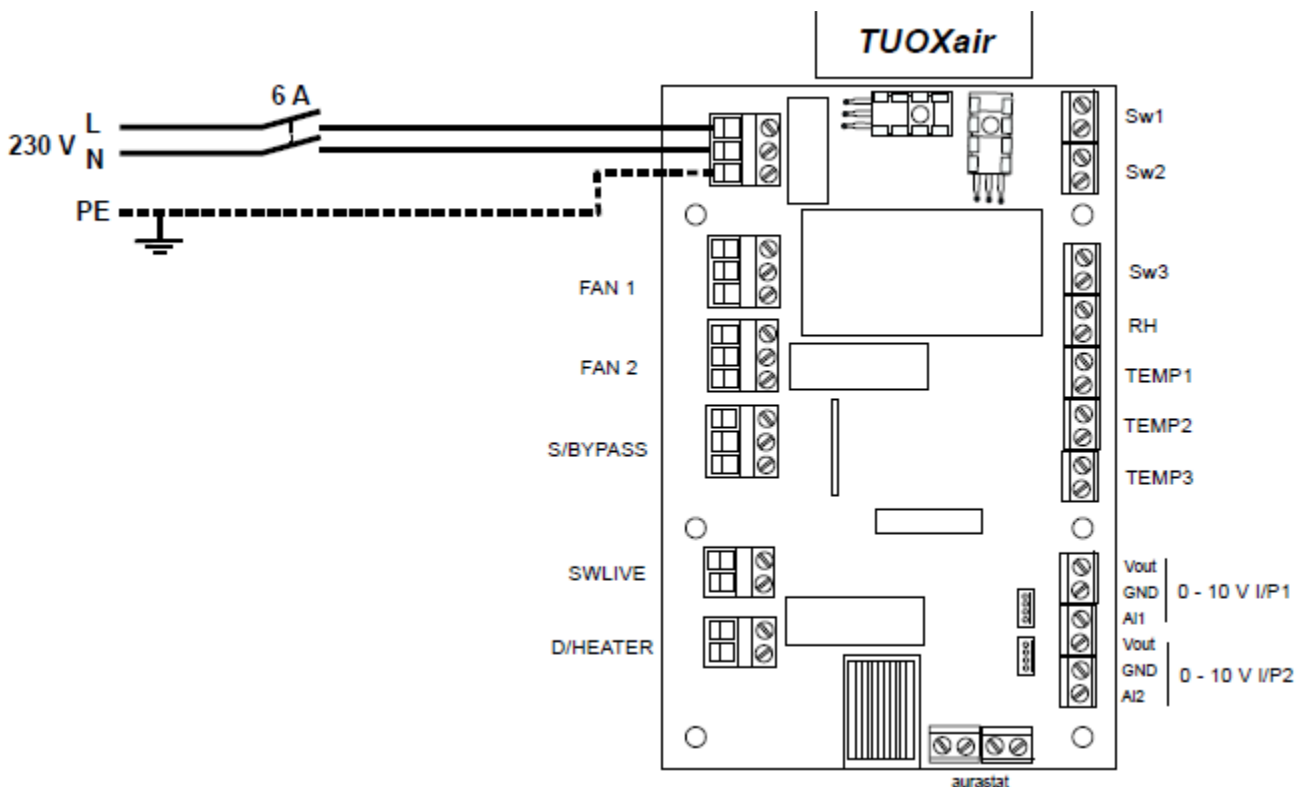 TUOXair
6 A
L
230 V
N
PE
FAN 1
FAN 2
S/BYPASS
SWLIVE
D/HEATER
Sw1
Sw2
Sw3
RH
TEMP1
TEMP2
TEMP3
Vout
GND
AI1
0 - 10 V I/P1
Vout
GND
AI2
0 - 10 V I/P2
aurastat